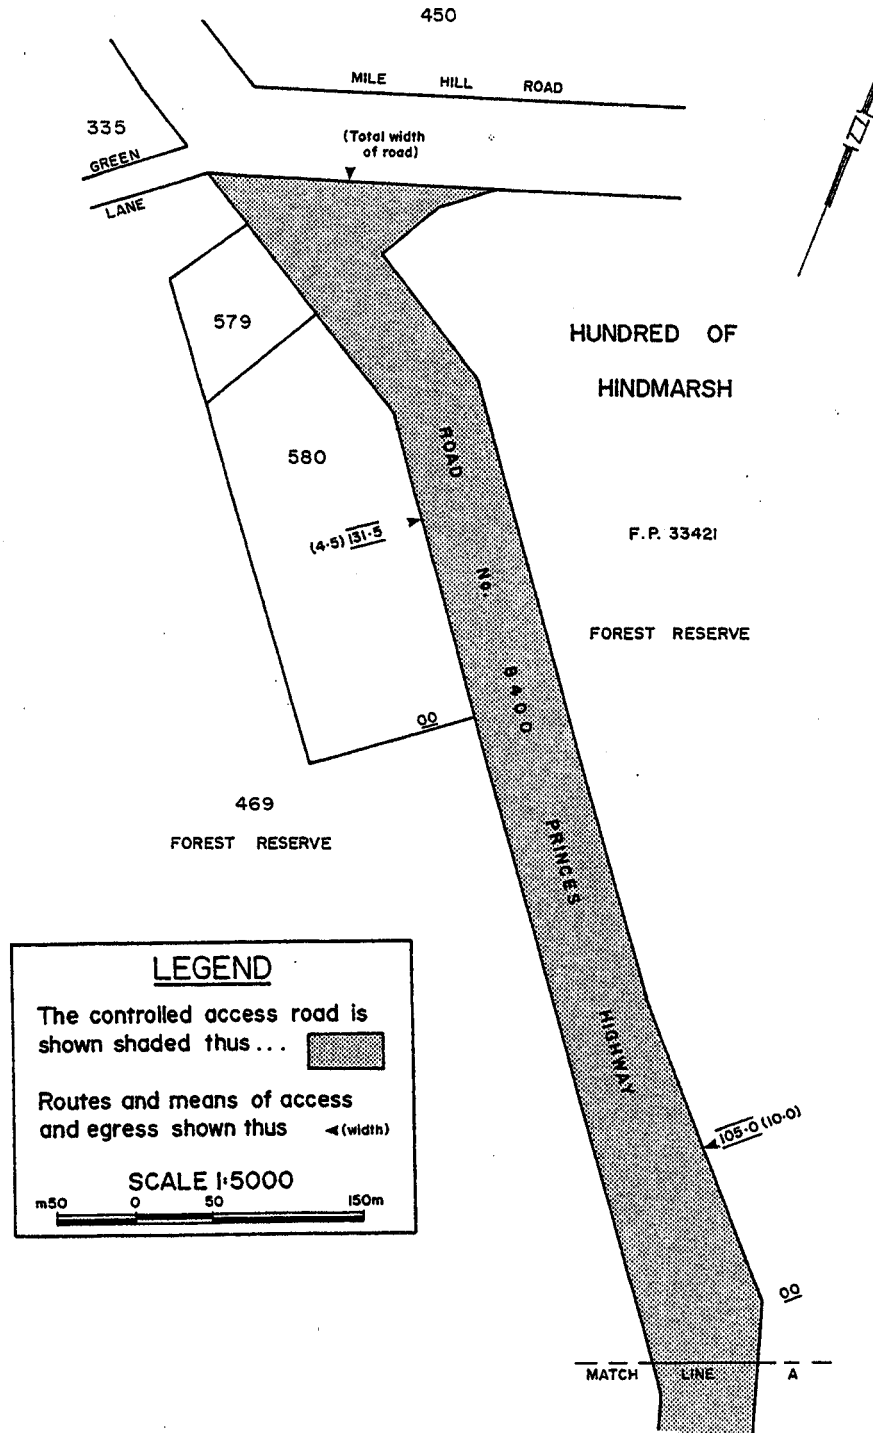 450
MILE HILL ROAD
335
GREEN
LANE
(Total width
of road)
579
HUNDRED OF
HINDMARSH
580
ROAD
No.
8400
PRINCES
HIGHWAY
(4·5) 131·5
F.P. 33421
FOREST RESERVE
00
469
FOREST RESERVE
LEGEND
The controlled access road is
shown shaded thus...
Routes and means of access
and egress shown thus (width)
SCALE 1:5000
m50 0 50 150m
105·0 (10·0)
00
MATCH LINE A